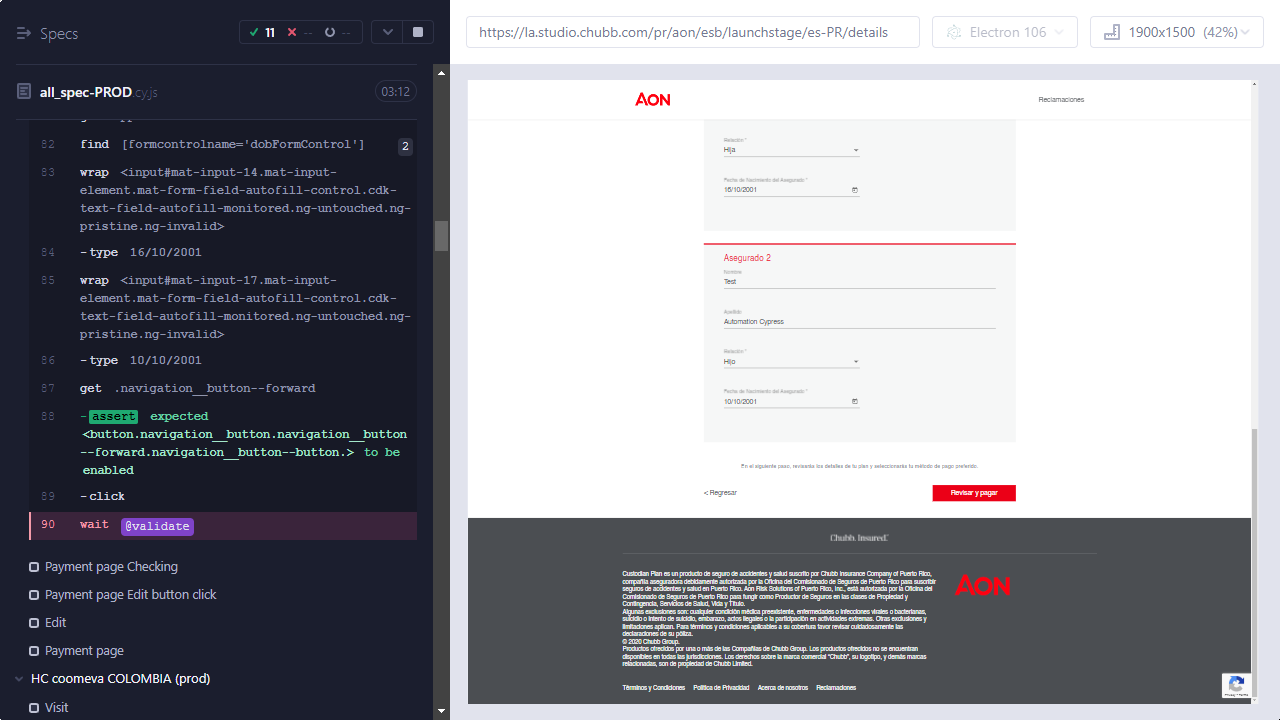 Specs
11
--
--
https://la.studio.chubb.com/pr/aon/esb/launchstage/es-PR/details
Electron 106
1900x1500 (42%)
all_spec-PROD.cy.js
03:12
82 find [formcontrolname='dobFormControl'] 2
83 wrap <input#mat-input-14.mat-input-
element.mat-form-field-autofill-control.cdk-
text-field-autofill-monitored.ng-untouched.ng-
pristine.ng-invalid>
84 -type 16/10/2001
85 wrap <input#mat-input-17.mat-input-
element.mat-form-field-autofill-control.cdk-
text-field-autofill-monitored.ng-untouched.ng-
pristine.ng-invalid>
86 -type 10/10/2001
87 get .navigation__button--forward
88 -assert expected
<button.navigation__button.navigation__button
--forward.navigation__button--button.> to be
enabled
89 -click
90 wait @validate
Payment page Checking
Payment page Edit Button click
Edit
Payment page
HC coomeva COLOMBIA (prod)
Visit
AON
Reclamaciones
Relación *
Hija
Fecha de Nacimiento del Asegurado *
16/10/2001
Asegurado 2
Nombre
Test
Apellido
Automation Cypress
Relación *
Hijo
Fecha de Nacimiento del Asegurado *
10/10/2001
En el siguiente paso, revisarás los detalles de tu plan y seleccionarás tu método de pago preferido.
< Regresar
Revisar y pagar
Chubb. Insured.
Custodian Plan es un producto de seguro de accidentes y salud suscrito por Chubb Insurance Company of Puerto Rico,
compañía aseguradora debidamente autorizada por la Oficina del Comisionado de Seguros de Puerto Rico para suscribir
seguros de accidentes y salud en Puerto Rico. Aon Risk Solutions of Puerto Rico, Inc., está autorizada por la Oficina del
Comisionado de Seguros de Puerto Rico para fungir como Productor de Seguros en las clases de Propiedad y
Contingencia, Servicios de Salud, Vida y Título.
Algunas exclusiones son: cualquier condición médica preexistente, enfermedades o infecciones virales o bacterianas,
suicidio o intento de suicidio, embarazo, actos ilegales o la participación en actividades extremas. Otras exclusiones y
limitaciones aplican. Para términos y condiciones aplicables a su cobertura favor revisar cuidadosamente las
declaraciones de su póliza.
© 2020 Chubb Group.
Productos ofrecidos por una o más de las Compañías de Chubb Group. Los productos ofrecidos no se encuentran
disponibles en todas las jurisdicciones. Los derechos sobre la marca comercial "Chubb", su logotipo, y demás marcas
relacionadas, son de propiedad de Chubb Limited.
AON
Términos y Condiciones Política de Privacidad Acerca de nosotros Reclamaciones